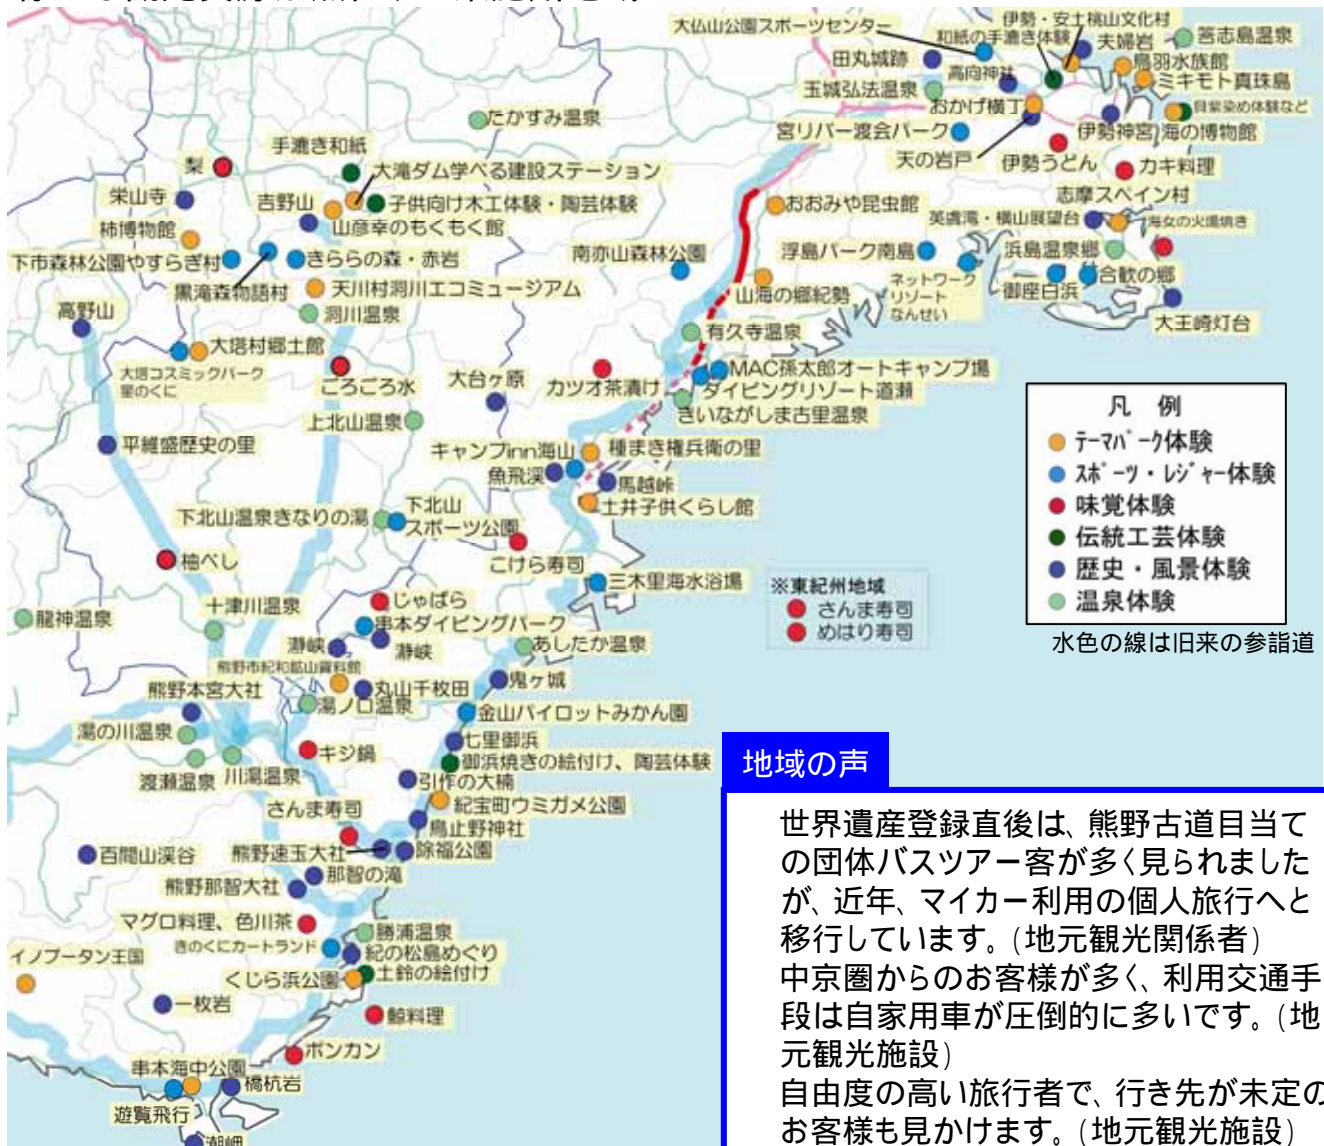 大仏山公園スポーツセンター
伊勢・安土桃山文化村
和紙の手漉き体験
夫婦岩
答志島温泉
田丸城跡
高向神社
鳥羽水族館
ミキモト真珠島
玉城弘法温泉
おかげ横丁
貝紫染め体験など
たかすみ温泉
宮リバー渡会パーク
伊勢神宮
海の博物館
手漉き和紙
天の岩戸
伊勢うどん
梨
大滝ダム学べる建設ステーション
カキ料理
栄山寺
吉野山
子供向け木工体験・陶芸体験
おおみや昆虫館
志摩スペイン村
柿博物館
山彦幸のもくもく館
英虞湾・横山展望台
海女の火場焼き
下市森林公園やすらぎ村
きららの森・赤岩
南亦山森林公園
浮島パーク南島
浜島温泉郷
黒滝森物語村
天川村洞川エコミュージアム
山海の郷紀勢
ネットワーク
リゾート
なんせい
御座白浜
合歓の郷
高野山
洞川温泉
大王崎灯台
大塔村郷土館
有久寺温泉
大塔コスミックパーク
星のくに
ごろごろ水
大台ヶ原
カツオ茶漬け
MAC孫太郎オートキャンプ場
ダイビングリゾート道瀬
上北山温泉
きいながしま古里温泉
平維盛歴史の里
キャンプinn海山
種まき権兵衛の里
魚飛渓
馬越峠
下北山温泉きなりの湯
下北山
スポーツ公園
土井子供くらし館
柚べし
こけら寿司
三木里海水浴場
十津川温泉
じゃばら
龍神温泉
串本ダイビングパーク
瀞峡
瀞峡
あしたか温泉
熊野市紀和鉱山資料館
熊野本宮大社
丸山千枚田
鬼ヶ城
湯ノ口温泉
金山パイロットみかん園
湯の川温泉
キジ鍋
七里御浜
渡瀬温泉
川湯温泉
御浜焼きの絵付け、陶芸体験
引作の大楠
さんま寿司
紀宝町ウミガメ公園
烏止野神社
百間山渓谷
熊野速玉大社
除福公園
熊野那智大社
那智の滝
マグロ料理、色川茶
勝浦温泉
イノブータン王国
きのくにカートランド
紀の松島めぐり
くじら浜公園
土鈴の絵付け
一枚岩
鯨料理
ポンカン
串本海中公園
橋杭岩
遊覧飛行
潮岬
※東紀州地域
さんま寿司
めはり寿司
凡 例
テーマパーク体験
スポーツ・レジャー体験
味覚体験
伝統工芸体験
歴史・風景体験
温泉体験
水色の線は旧来の参詣道
地域の声
世界遺産登録直後は、熊野古道目当て
の団体バスツアー客が多く見られました
が、近年、マイカー利用の個人旅行へと
移行しています。(地元観光関係者)
中京圏からのお客様が多く、利用交通手
段は自家用車が圧倒的に多いです。(地
元観光施設)
自由度の高い旅行者で、行き先が未定の
お客様も見かけます。(地元観光施設)